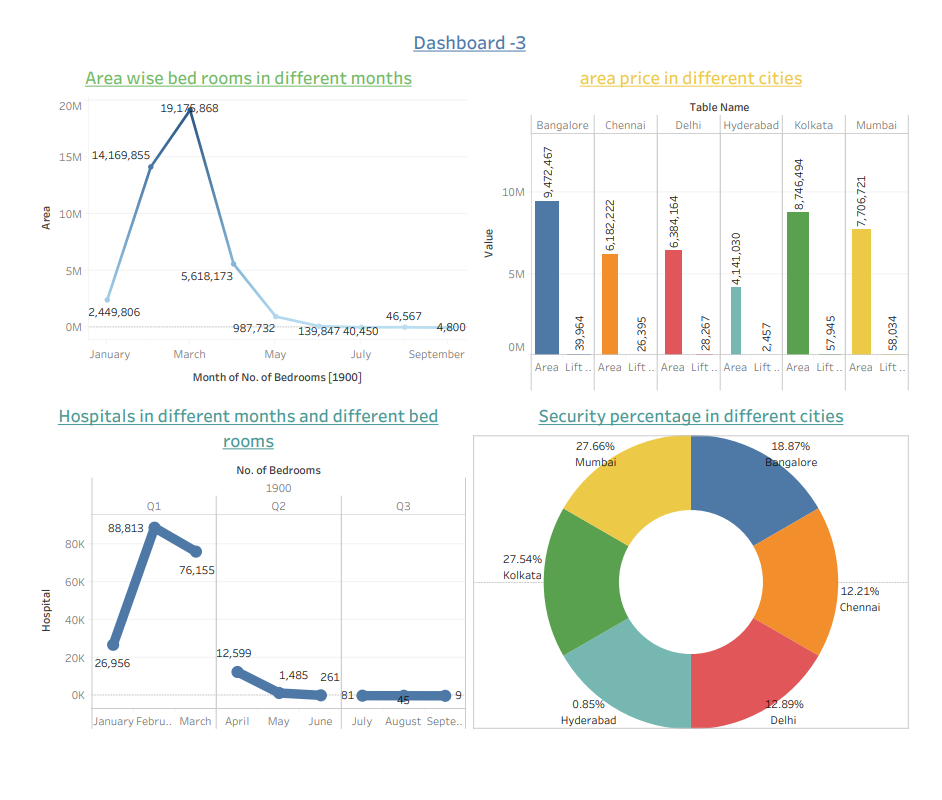 Dashboard -3
Area wise bed rooms in different months
20M
15M
10M
5M
0M
Area
19,175,868
14,169,855
5,618,173
2,449,806
987,732
139,847
40,450
46,567
4,800
January
March
May
July
September
Month of No. of Bedrooms [1900]
area price in different cities
Table Name
Bangalore
Chennai
Delhi
Hyderabad
Kolkata
Mumbai
10M
5M
0M
Value
9,472,467
39,964
6,182,222
26,395
6,384,164
28,267
4,141,030
2,457
8,746,494
57,945
7,706,721
58,034
Area Lift .. Area Lift .. Area Lift .. Area Lift .. Area Lift .. Area Lift ..
Hospitals in different months and different bed
rooms
No. of Bedrooms
1900
Q1
Q2
Q3
80K
60K
40K
20K
0K
Hospital
88,813
76,155
26,956
12,599
1,485
261
81
45
9
January Febru.. March April May June July August Septe..
Security percentage in different cities
27.66%
Mumbai
18.87%
Bangalore
27.54%
Kolkata
12.21%
Chennai
0.85%
Hyderabad
12.89%
Delhi